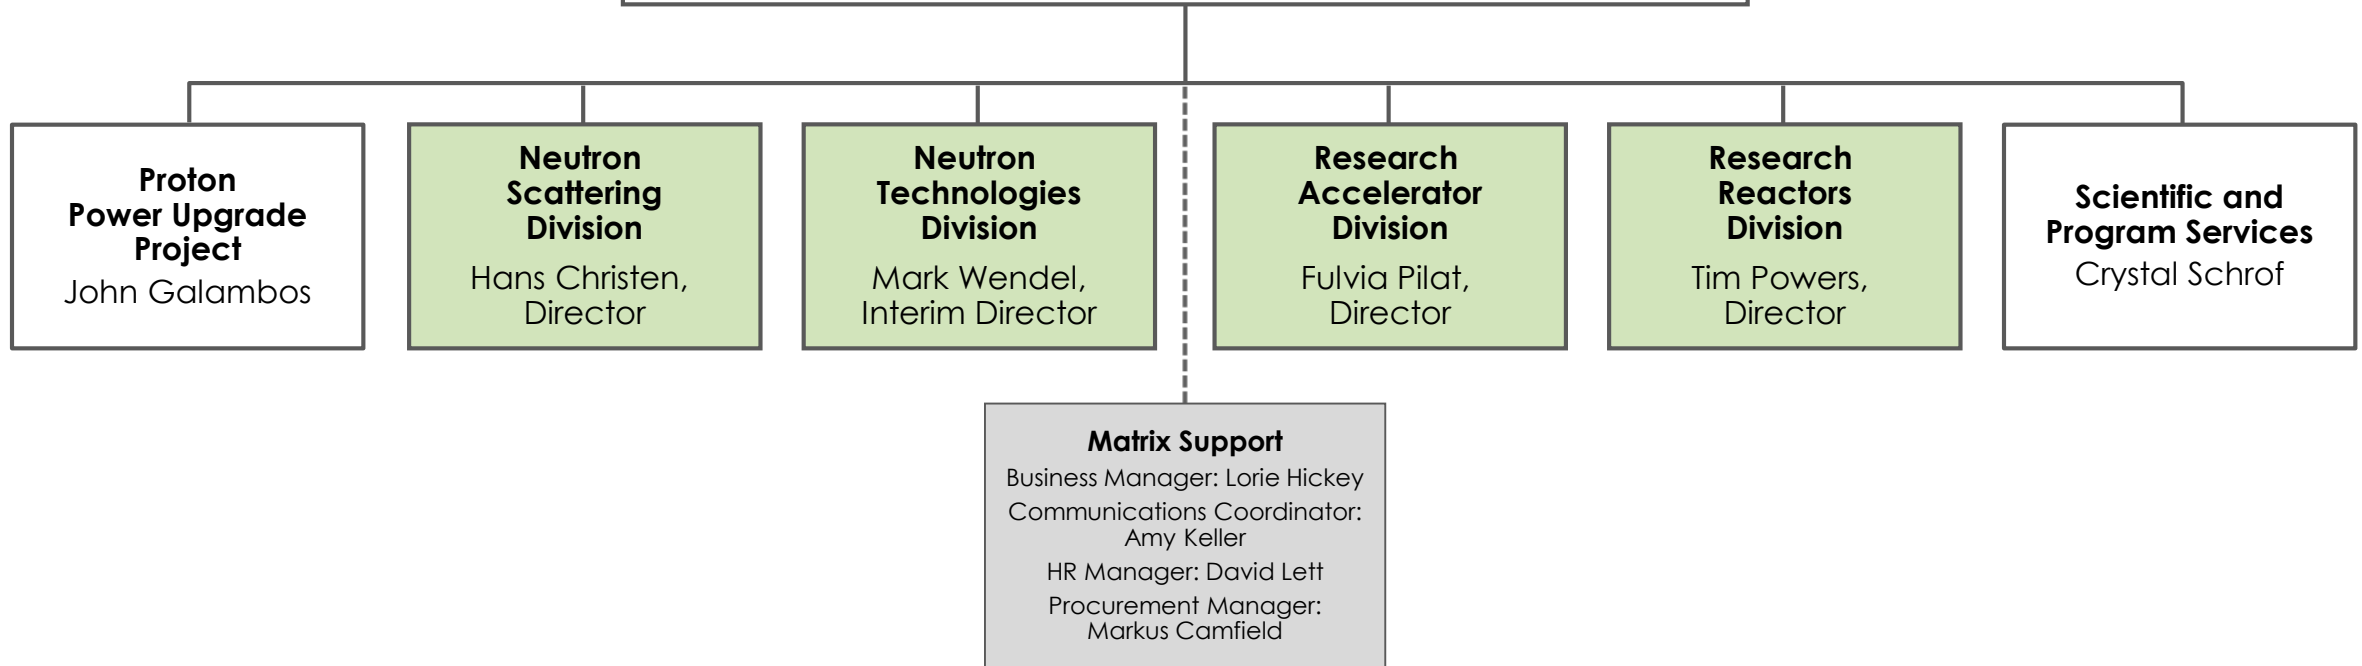 Proton
Power Upgrade
Project
John Galambos
Neutron
Scattering
Division
Hans Christen,
Director
Neutron
Technologies
Division
Mark Wendel,
Interim Director
Research
Accelerator
Division
Fulvia Pilat,
Director
Research
Reactors
Division
Tim Powers,
Director
Scientific and
Program Services
Crystal Schrof
Matrix Support
Business Manager: Lorie Hickey
Communications Coordinator:
Amy Keller
HR Manager: David Lett
Procurement Manager:
Markus Camfield